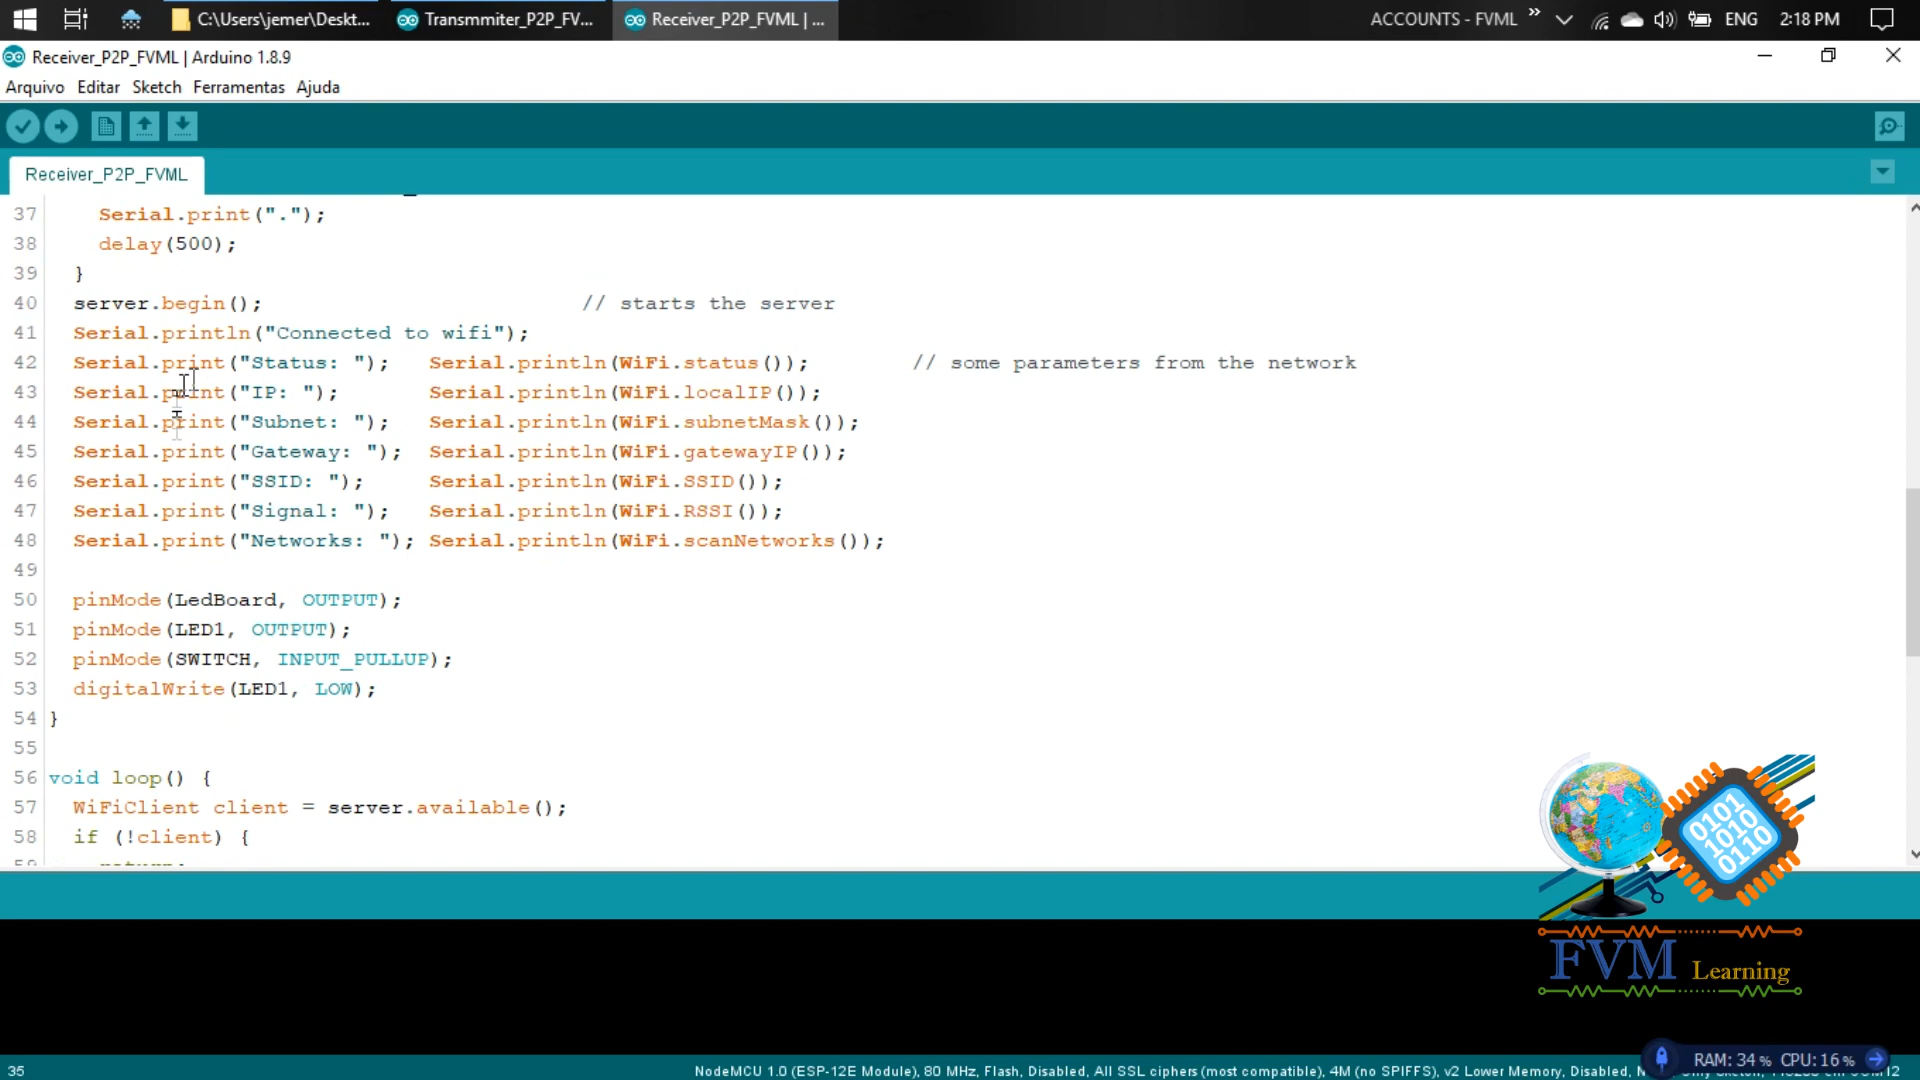 C:\Users\jemer\Deskt...
Transmmiter_P2P_FV...
Receiver_P2P_FVML | ...
ACCOUNTS - FVML
ENG
2:18 PM
Receiver_P2P_FVML | Arduino 1.8.9
Arquivo Editar Sketch Ferramentas Ajuda
Receiver_P2P_FVML
37 Serial.print(".");
38 delay(500);
39 }
40 server.begin(); // starts the server
41 Serial.println("Connected to wifi");
42 Serial.print("Status: "); Serial.println(WiFi.status()); // some parameters from the network
43 Serial.print("IP: "); Serial.println(WiFi.localIP());
44 Serial.print("Subnet: "); Serial.println(WiFi.subnetMask());
45 Serial.print("Gateway: "); Serial.println(WiFi.gatewayIP());
46 Serial.print("SSID: "); Serial.println(WiFi.SSID());
47 Serial.print("Signal: "); Serial.println(WiFi.RSSI());
48 Serial.print("Networks: "); Serial.println(WiFi.scanNetworks());
49
50 pinMode(LedBoard, OUTPUT);
51 pinMode(LED1, OUTPUT);
52 pinMode(SWITCH, INPUT_PULLUP);
53 digitalWrite(LED1, LOW);
54 }
55
56 void loop() {
57 WiFiClient client = server.available();
58 if (!client) {
0101
1010
0110
FVM Learning
35
NodeMCU 1.0 (ESP-12E Module), 80 MHz, Flash, Disabled, All SSL ciphers (most compatible), 4M (no SPIFFS), v2 Lower Memory, Disabled,
RAM: 34 % CPU: 16 %